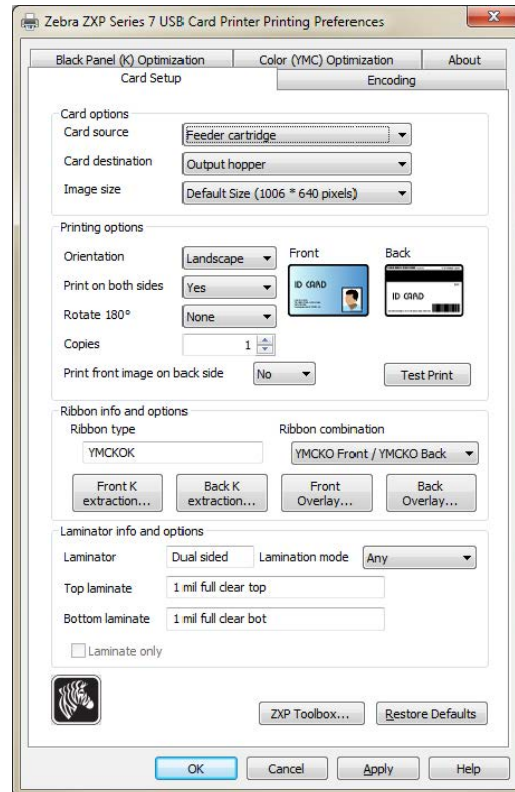 Zebra ZXP Series 7 USB Card Printer Printing Preferences
Black Panel (K) Optimization Color (YMC) Optimization About
Card Setup Encoding
Card options
Card source Feeder cartridge
Card destination Output hopper
Image size Default Size (1006 * 640 pixels)
Printing options
Orientation Landscape Front Back
Print on both sides Yes
ID CARD ID CARD
Rotate 180° None
Copies 1
Print front image on back side No Test Print
Ribbon info and options
Ribbon type Ribbon combination
YMCKOK YMCKO Front / YMCKO Back
Front K Back K Front Back
extraction... extraction... Overlay... Overlay...
Laminator info and options
Laminator Dual sided Lamination mode Any
Top laminate 1 mil full clear top
Bottom laminate 1 mil full clear bot
Laminate only
ZXP Toolbox... Restore Defaults
OK Cancel Apply Help